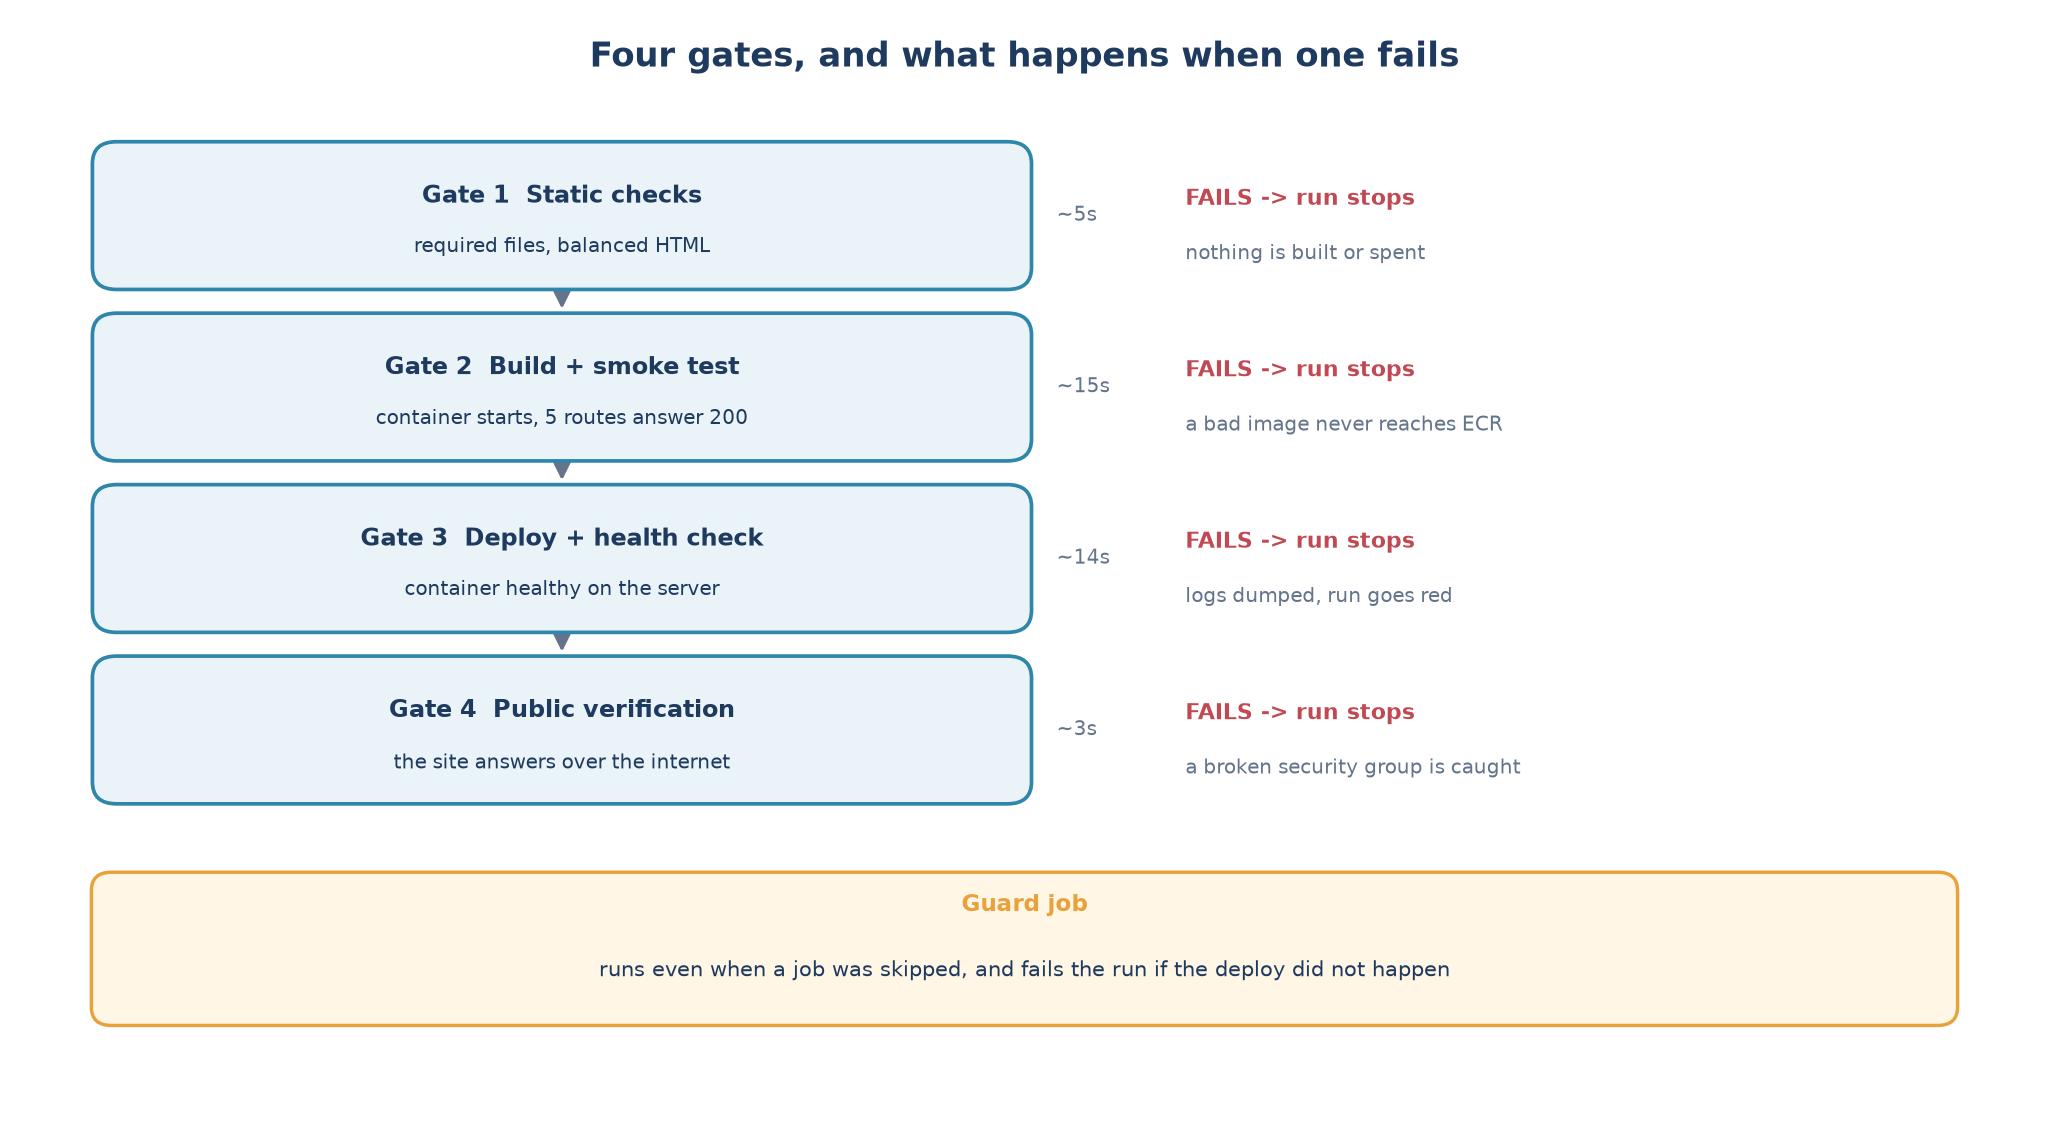 Four gates, and what happens when one fails
Gate 1  Static checks
required files, balanced HTML
~5s
FAILS -> run stops
nothing is built or spent
Gate 2  Build + smoke test
container starts, 5 routes answer 200
~15s
FAILS -> run stops
a bad image never reaches ECR
Gate 3  Deploy + health check
container healthy on the server
~14s
FAILS -> run stops
logs dumped, run goes red
Gate 4  Public verification
the site answers over the internet
~3s
FAILS -> run stops
a broken security group is caught
Guard job
runs even when a job was skipped, and fails the run if the deploy did not happen